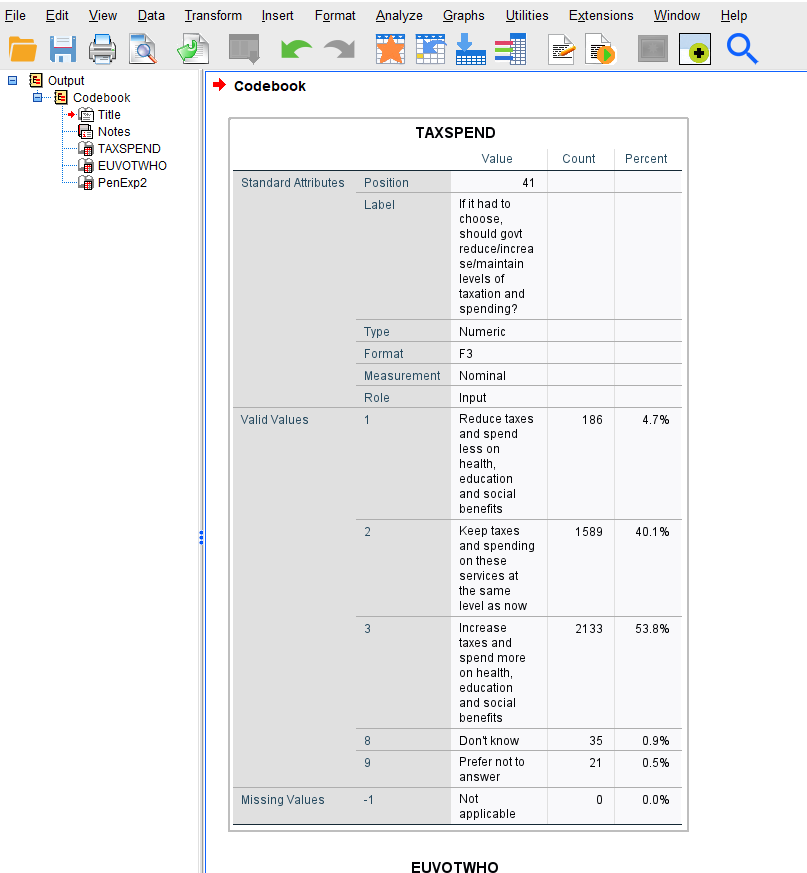 File Edit View Data Transform Insert Format Analyze Graphs Utilities Extensions Window Help
Output
Codebook
Title
Notes
TAXSPEND
EUVOTWHO
PenExp2
Codebook
TAXSPEND
Value Count Percent
Standard Attributes Position 41
Label If it had to
choose,
should govt
reduce/increa
se/maintain
levels of
taxation and
spending?
Type Numeric
Format F3
Measurement Nominal
Role Input
Valid Values 1 Reduce taxes 186 4.7%
and spend
less on
health,
education
and social
benefits
2 Keep taxes 1589 40.1%
and spending
on these
services at
the same
level as now
3 Increase 2133 53.8%
taxes and
spend more
on health,
education
and social
benefits
8 Don't know 35 0.9%
9 Prefer not to 21 0.5%
answer
Missing Values -1 Not 0 0.0%
applicable
EUVOTWHO